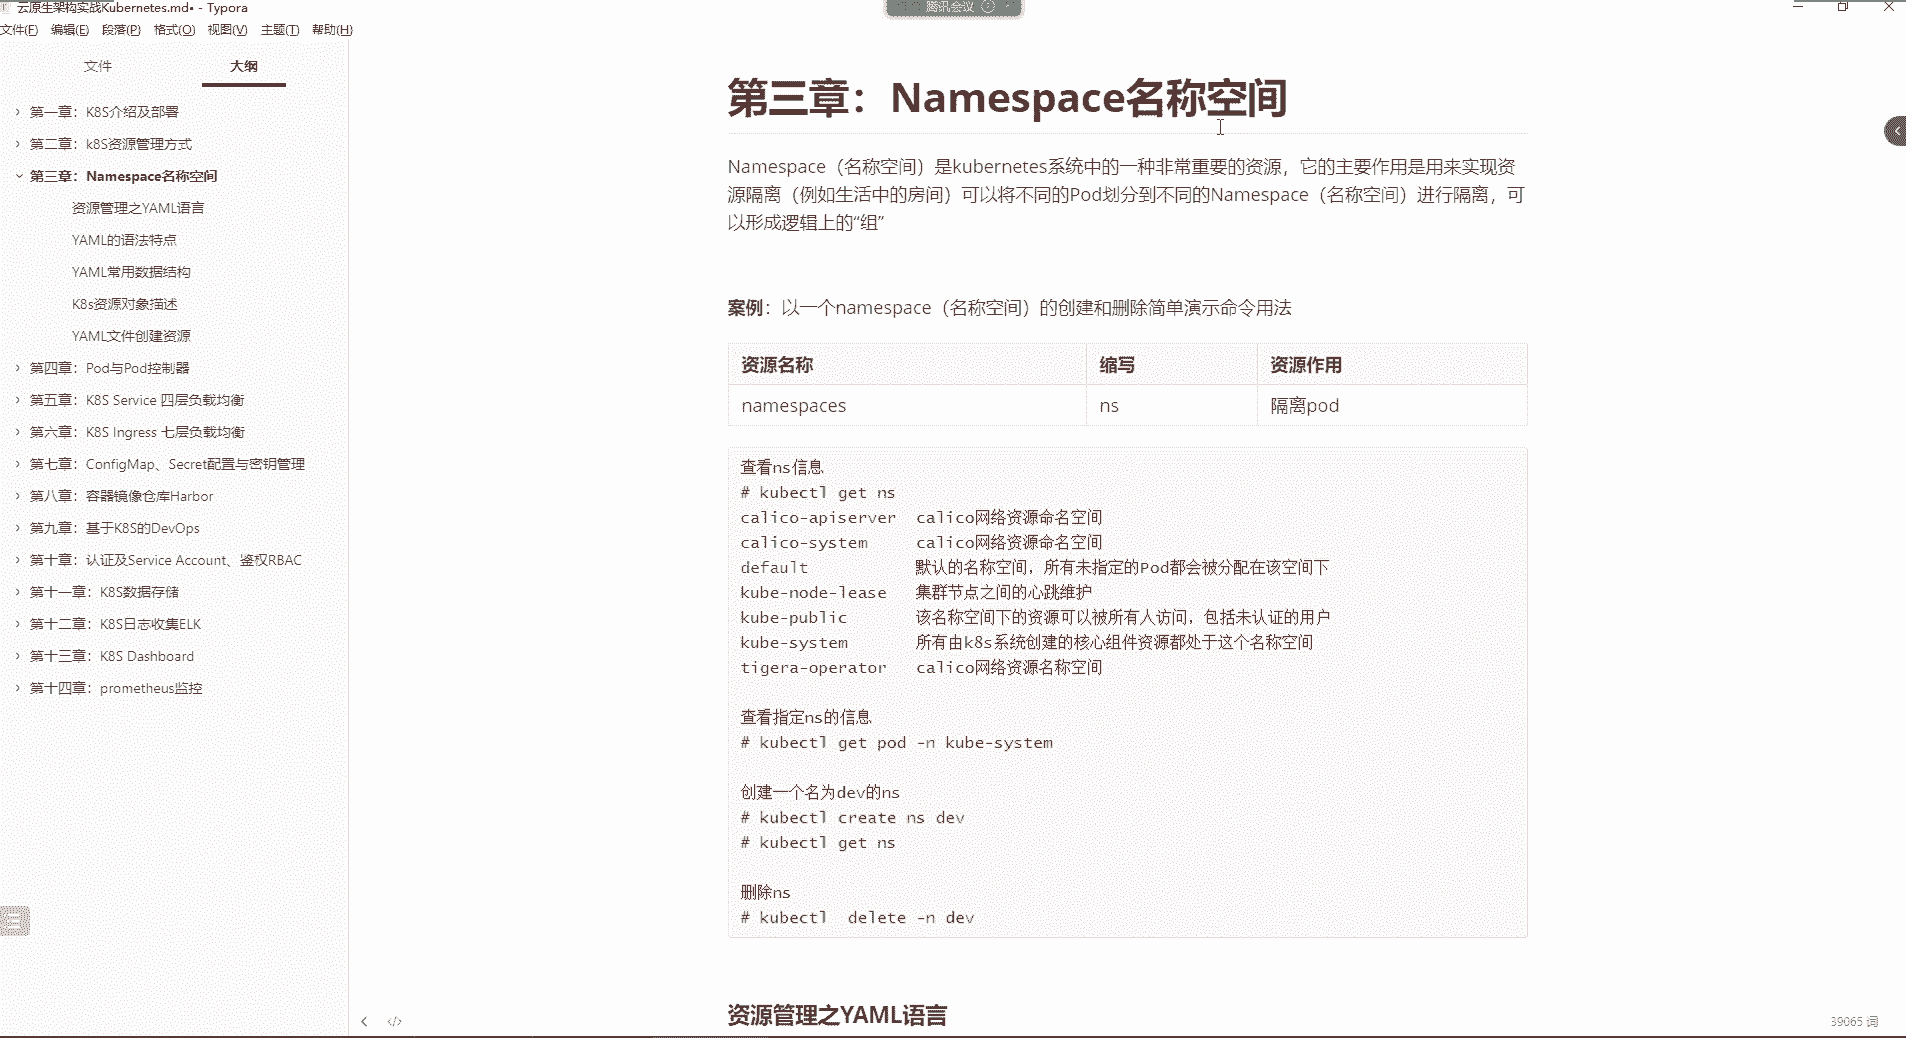 云原生架构实战Kubernetes.md• - Typora
腾讯会议
文件(F) 编辑(E) 段落(P) 格式(O) 视图(V) 主题(T) 帮助(H)
文件 大纲
第一章：K8S介绍及部署
第二章：k8S资源管理方式
第三章：Namespace名称空间
资源管理之YAML语言
YAML的语法特点
YAML常用数据结构
K8s资源对象描述
YAML文件创建资源
第四章：Pod与Pod控制器
第五章：K8S Service 四层负载均衡
第六章：K8S Ingress 七层负载均衡
第七章：ConfigMap、Secret配置与密钥管理
第八章：容器镜像仓库Harbor
第九章：基于K8S的DevOps
第十章：认证及Service Account、鉴权RBAC
第十一章：K8S数据存储
第十二章：K8S日志收集ELK
第十三章：K8S Dashboard
第十四章：prometheus监控
第三章：Namespace名称空间
Namespace（名称空间）是kubernetes系统中的一种非常重要的资源，它的主要作用是用来实现资
源隔离（例如生活中的房间）可以将不同的Pod划分到不同的Namespace（名称空间）进行隔离，可
以形成逻辑上的“组”
案例：以一个namespace（名称空间）的创建和删除简单演示命令用法
资源名称 缩写 资源作用
namespaces ns 隔离pod
查看ns信息
# kubectl get ns
calico-apiserver calico网络资源命名空间
calico-system calico网络资源命名空间
default 默认的名称空间，所有未指定的Pod都会被分配在该空间下
kube-node-lease 集群节点之间的心跳维护
kube-public 该名称空间下的资源可以被所有人访问，包括未认证的用户
kube-system 所有由k8s系统创建的核心组件资源都处于这个名称空间
tigera-operator calico网络资源名称空间
查看指定ns的信息
# kubectl get pod -n kube-system
创建一个名为dev的ns
# kubectl create ns dev
# kubectl get ns
删除ns
# kubectl  delete -n dev
资源管理之YAML语言
39065 词